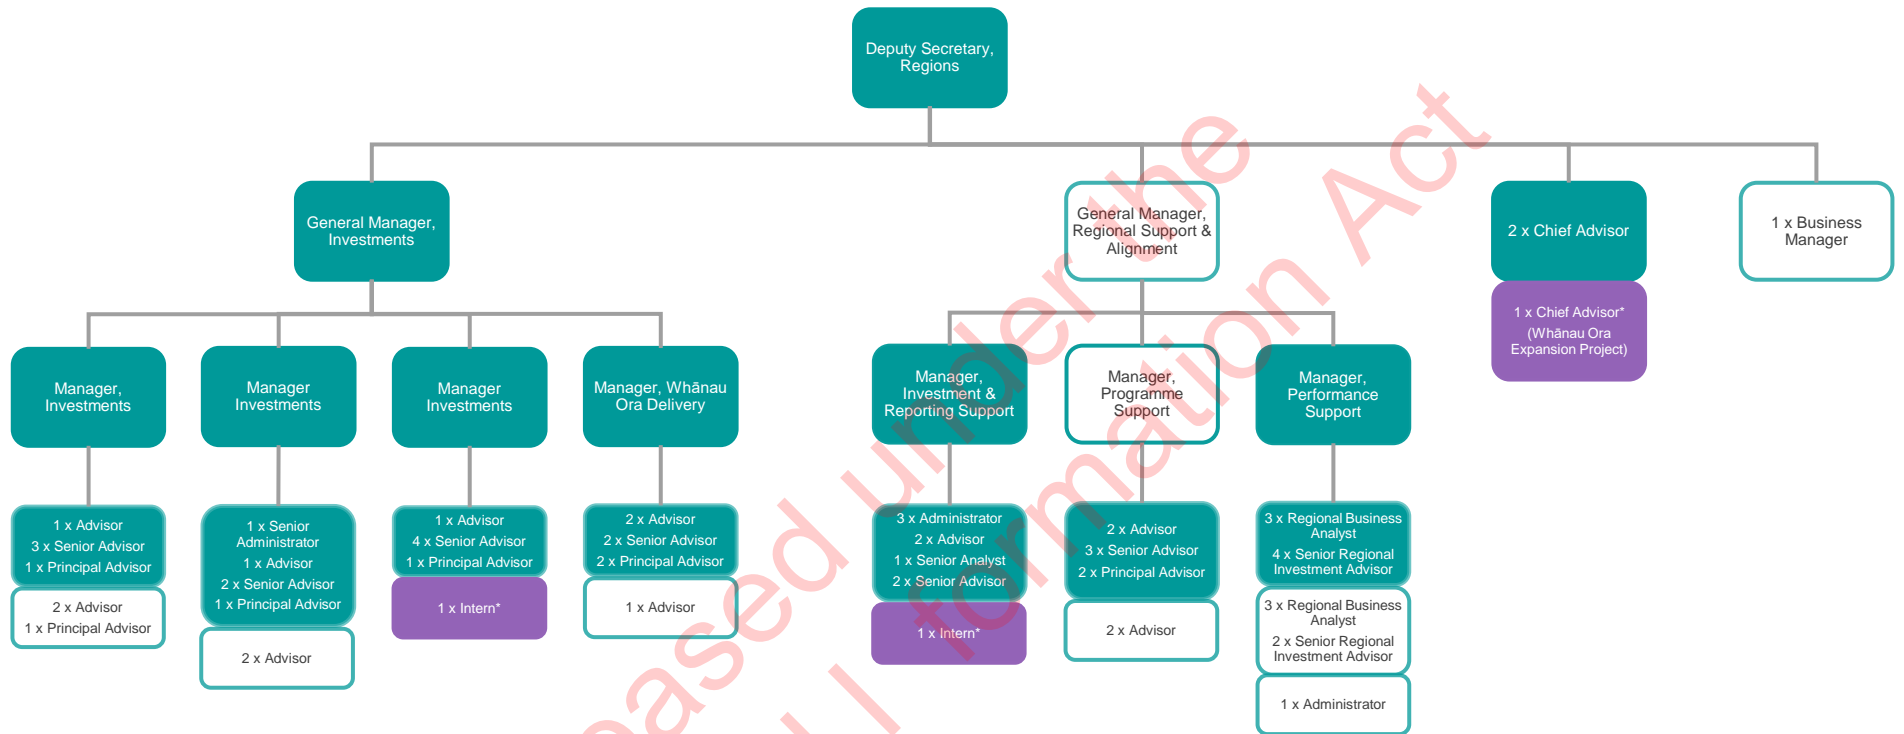 Deputy Secretary,
Regions
General Manager,
Investments
General Manager,
Regional Support &
Alignment
2 x Chief Advisor
1 x Business
Manager
1 x Chief Advisor*
(Whānau Ora
Expansion Project)
Manager,
Investments
Manager
Investments
Manager
Investments
Manager, Whānau
Ora Delivery
Manager,
Investment &
Reporting Support
Manager,
Programme
Support
Manager,
Performance
Support
1 x Advisor
3 x Senior Advisor
1 x Principal Advisor
2 x Advisor
1 x Principal Advisor
1 x Senior
Administrator
1 x Advisor
2 x Senior Advisor
1 x Principal Advisor
2 x Advisor
1 x Advisor
4 x Senior Advisor
1 x Principal Advisor
1 x Intern*
2 x Advisor
2 x Senior Advisor
2 x Principal Advisor
1 x Advisor
3 x Administrator
2 x Advisor
1 x Senior Analyst
2 x Senior Advisor
1 x Intern*
2 x Advisor
3 x Senior Advisor
2 x Principal Advisor
2 x Advisor
3 x Regional Business
Analyst
4 x Senior Regional
Investment Advisor
3 x Regional Business
Analyst
2 x Senior Regional
Investment Advisor
1 x Administrator
ased under the
l I formation Act